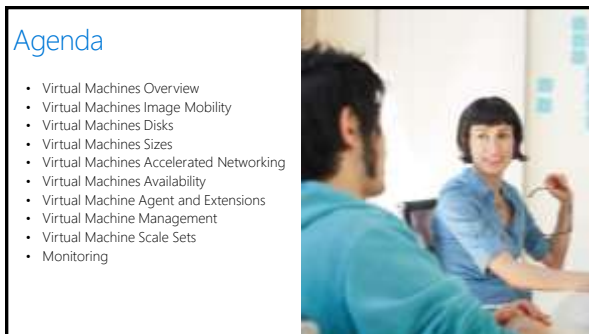 Agenda
• Virtual Machines Overview
• Virtual Machines Image Mobility
• Virtual Machines Disks
• Virtual Machines Sizes
• Virtual Machines Accelerated Networking
• Virtual Machines Availability
• Virtual Machine Agent and Extensions
• Virtual Machine Management
• Virtual Machine Scale Sets
• Monitoring